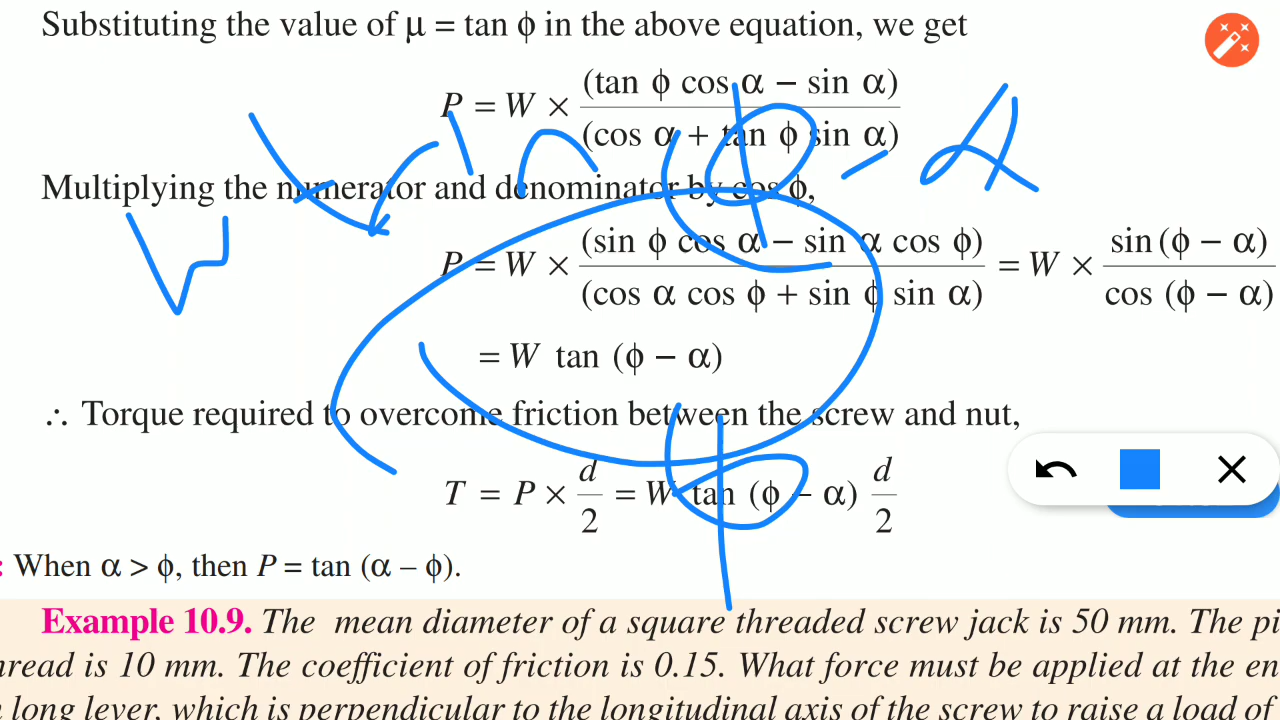 Substituting the value of μ = tan ϕ in the above equation, we get
P = W × (tan ϕ cos α − sin α) / (cos α + tan ϕ sin α)
Multiplying the numerator and denominator by cos ϕ,
P = W × (sin ϕ cos α − sin α cos ϕ) / (cos α cos ϕ + sin ϕ sin α) = W × sin (ϕ − α) / cos (ϕ − α)
= W tan (ϕ − α)
∴ Torque required to overcome friction between the screw and nut,
T = P × d/2 = W tan (ϕ − α) d/2
: When α > ϕ, then P = tan (α – ϕ).
Example 10.9. The mean diameter of a square threaded screw jack is 50 mm. The pi
hread is 10 mm. The coefficient of friction is 0.15. What force must be applied at the en
long lever, which is perpendicular to the longitudinal axis of the screw to raise a load of